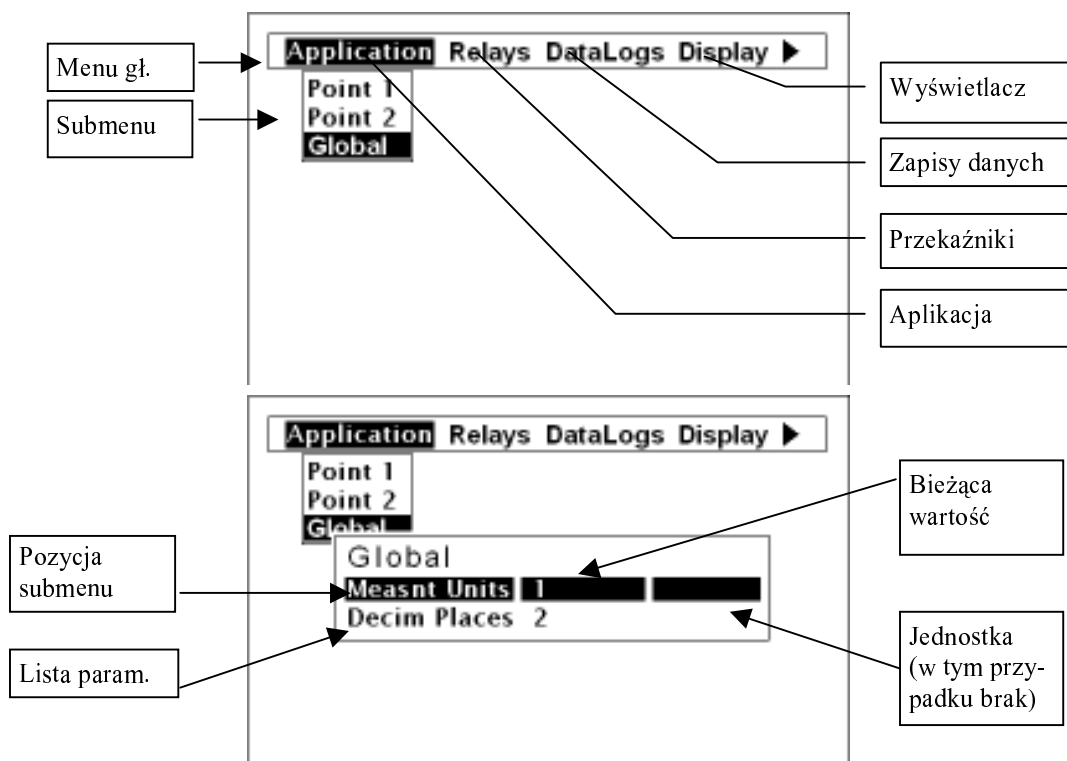 Menu gł.
Submenu
Application Relays DataLogs Display ▶
Point 1
Point 2
Global
Wyświetlacz
Zapisy danych
Przekaźniki
Aplikacja
Application Relays DataLogs Display ▶
Point 1
Point 2
Global
Global
Measnt Units 1
Decim Places 2
Pozycja
submenu
Lista param.
Bieżąca
wartość
Jednostka
(w tym przy-
padku brak)